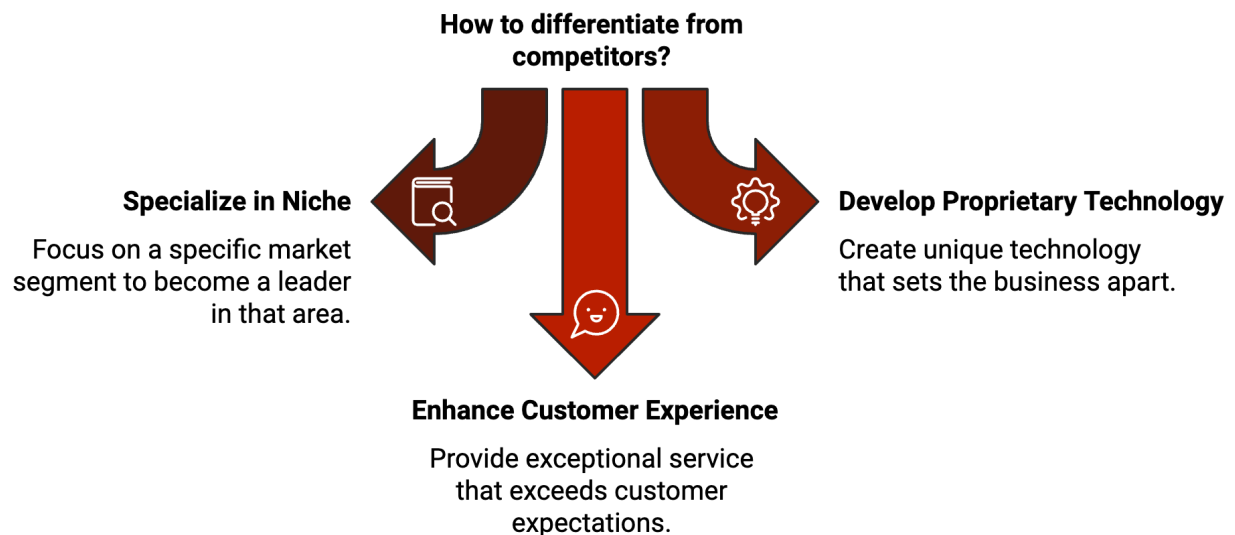 How to differentiate from
competitors?
Specialize in Niche
Focus on a specific market
segment to become a leader
in that area.
Develop Proprietary Technology
Create unique technology
that sets the business apart.
Enhance Customer Experience
Provide exceptional service
that exceeds customer
expectations.